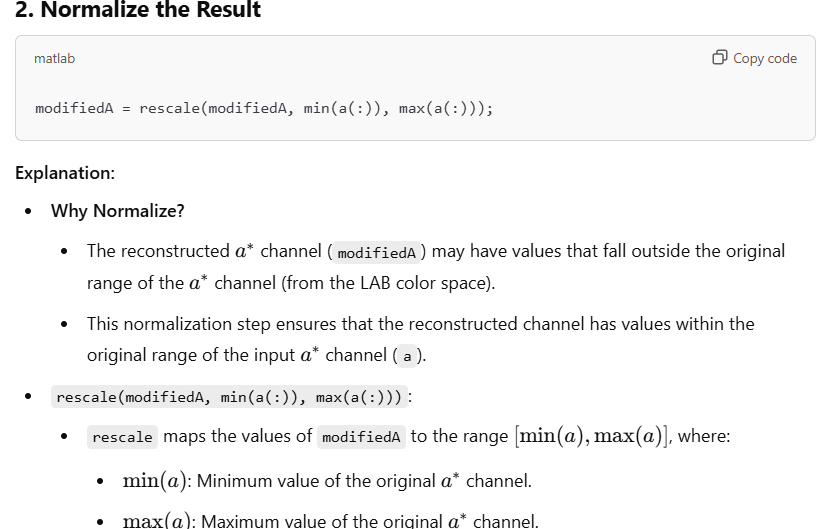 2. Normalize the Result
matlab
Copy code
modifiedA = rescale(modifiedA, min(a(:)), max(a(:)));
Explanation:
• Why Normalize?
• The reconstructed a* channel ( modifiedA ) may have values that fall outside the original
range of the a* channel (from the LAB color space).
• This normalization step ensures that the reconstructed channel has values within the
original range of the input a* channel ( a ).
• rescale(modifiedA, min(a(:)), max(a(:))) :
• rescale maps the values of modifiedA to the range [min(a), max(a)], where:
• min(a): Minimum value of the original a* channel.
• max(a): Maximum value of the original a* channel.